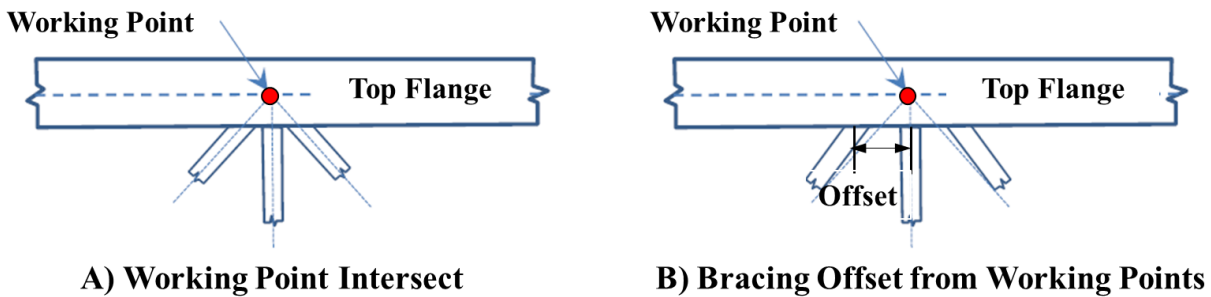 Working Point
Top Flange
A) Working Point Intersect
Working Point
Top Flange
Offset
B) Bracing Offset from Working Points